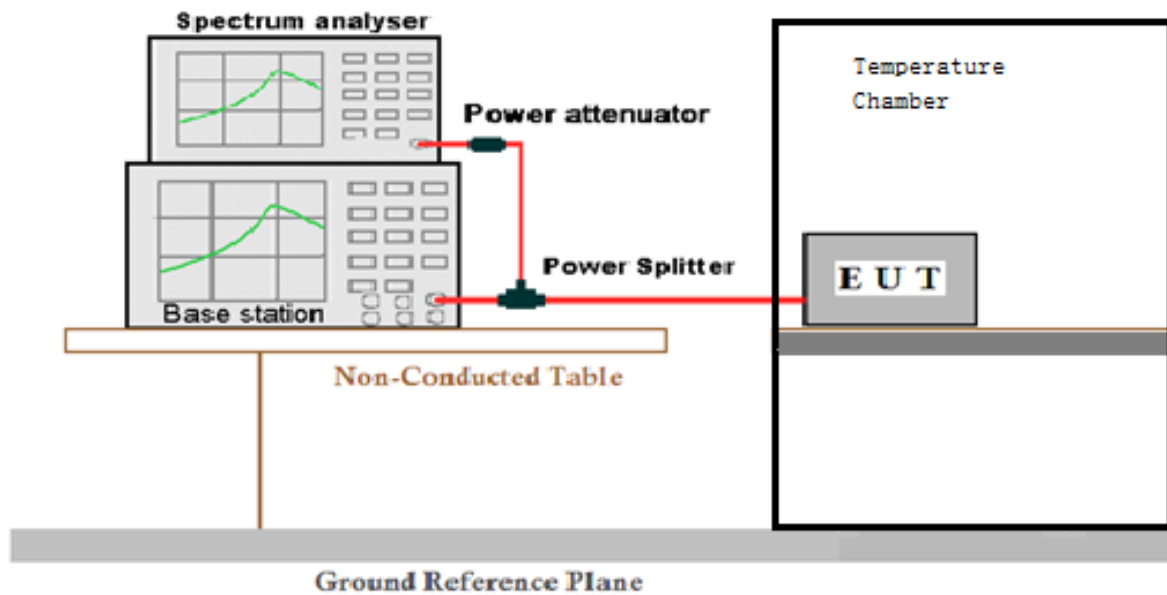 Spectrum analyser
Temperature
Chamber
Power attenuator
Power Splitter
E U T
Base station
Non-Conducted Table
Ground Reference Plane